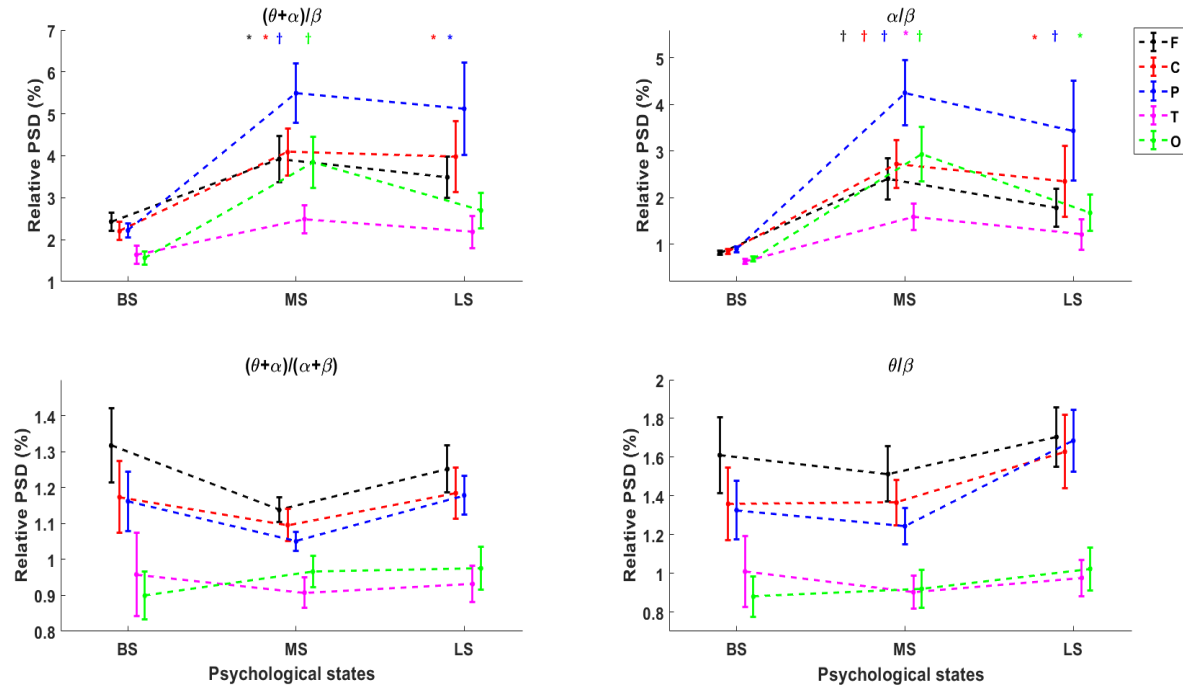 (θ+α)/β
7
6
5
4
3
2
1
Relative PSD (%)
* * † † * *
BS MS LS
α/β
5
4
3
2
1
Relative PSD (%)
† † † * † * † *
BS MS LS
F
C
P
T
O
(θ+α)/(α+β)
1.4
1.3
1.2
1.1
1
0.9
0.8
Relative PSD (%)
BS MS LS
Psychological states
θ/β
2
1.8
1.6
1.4
1.2
1
0.8
Relative PSD (%)
BS MS LS
Psychological states